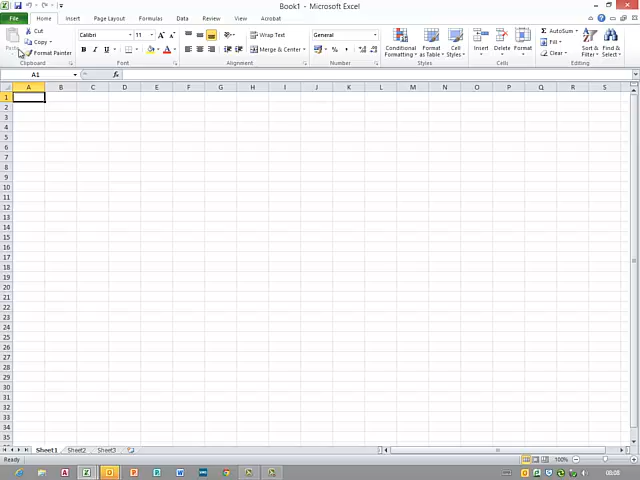 Book1 - Microsoft Excel
File Home Insert Page Layout Formulas Data Review View Acrobat
Cut
Copy
Format Painter
Paste
Clipboard
Calibri 11
Font
Wrap Text
Merge & Center
Alignment
General
Number
Conditional Formatting
Format as Table
Cell Styles
Styles
Insert Delete Format
Cells
AutoSum
Fill
Clear
Sort & Filter
Find & Select
Editing
A1 fx
A B C D E F G H I J K L M N O P Q R S
1
2
3
4
5
6
7
8
9
10
11
12
13
14
15
16
17
18
19
20
21
22
23
24
25
26
27
28
29
30
31
32
33
34
35
Sheet1 Sheet2 Sheet3
Ready 100%